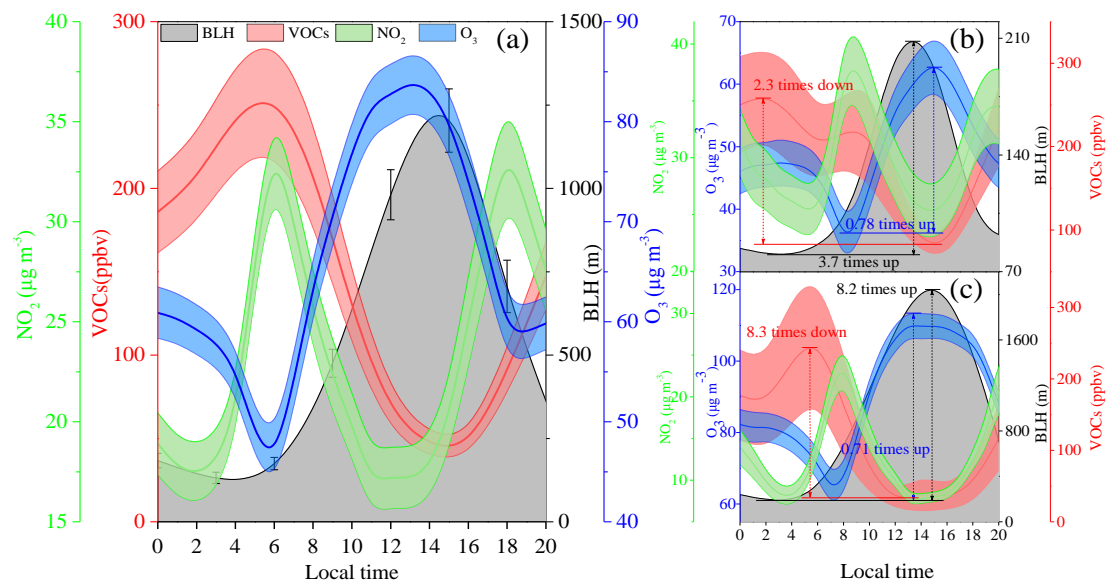 BLH VOCs NO2 O3 (a)
40
35
30
25
20
15
NO2 (μg m-3)
300
200
100
0
VOCs(ppbv)
1500
1000
500
0
BLH (m)
90
80
70
60
50
40
O3 (μg m-3)
0 2 4 6 8 10 12 14 16 18 20
Local time
(b)
40
30
20
10
NO2 (μg m-3)
NO2 (μg m-3)
70
60
50
40
30
O3 (μg m-3)
2.3 times down
0.78 times up
3.7 times up
210
140
70
BLH (m)
300
200
100
VOCs (ppbv)
(c)
120
100
80
60
O3 (μg m-3)
8.2 times up
8.3 times down
0.71 times up
1600
800
0
BLH (m)
300
200
100
0
VOCs (ppbv)
0 2 4 6 8 10 12 14 16 18 20
Local time